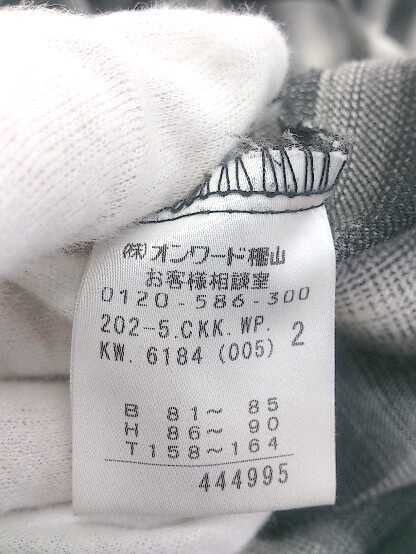 (株)オンワード樫山
お客様相談室
0120-586-300
202-5.CKK.WP.
KW. 6184 (005) 2
B 81~ 85
H 86~ 90
T 158~164
444995